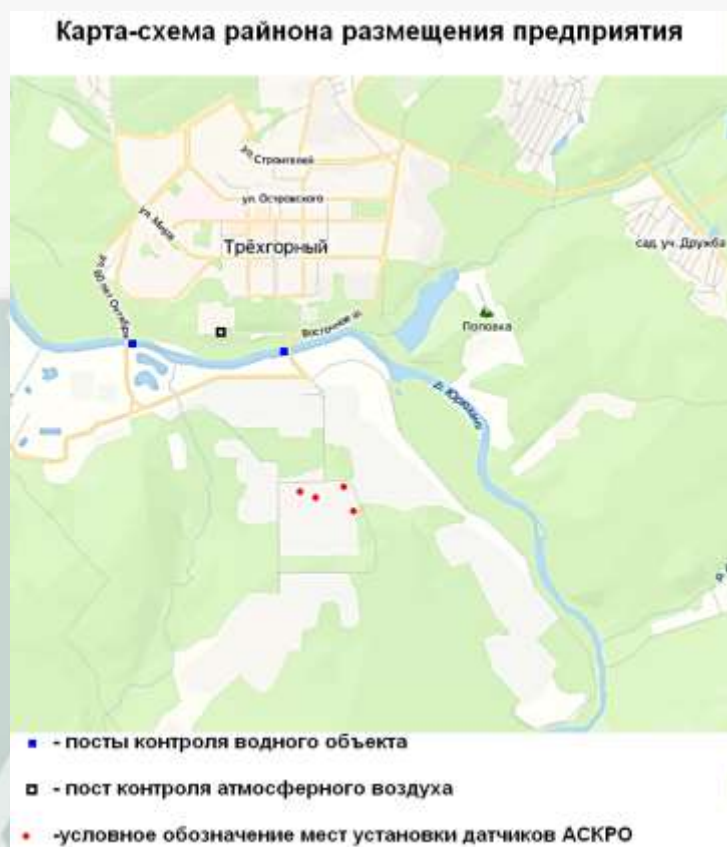 Карта-схема райнона размещения предприятия
ул. Строителей
ул. Островского
ул. Мира
Трёхгорный
сад. уч. Дружба
ул. 60 лет Октября
Восточное ш.
Поповка
р. Юрюзань
р.
- посты контроля водного объекта
- пост контроля атмосферного воздуха
-условное обозначение мест установки датчиков АСКРО